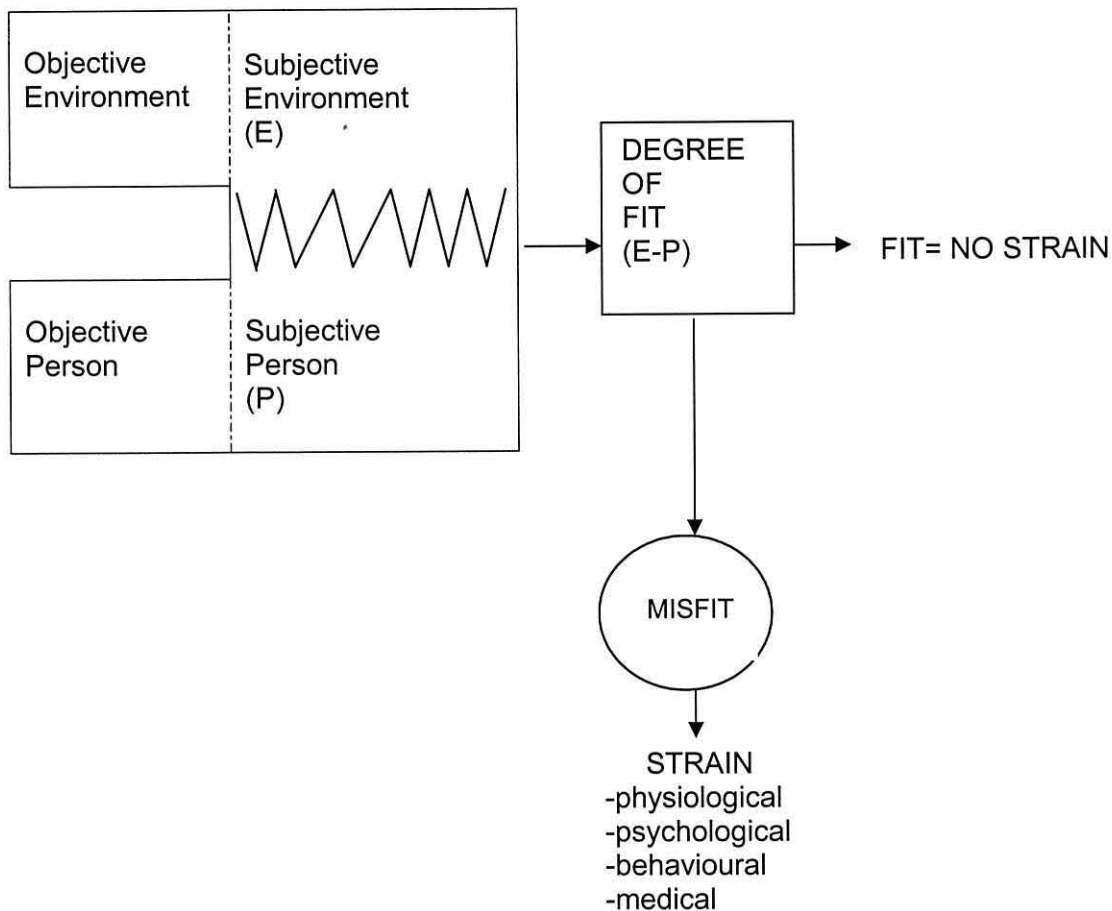 Objective
Environment
Subjective
Environment
(E)
DEGREE
OF
FIT
(E-P)
FIT= NO STRAIN
Objective
Person
Subjective
Person
(P)
MISFIT
STRAIN
-physiological
-psychological
-behavioural
-medical